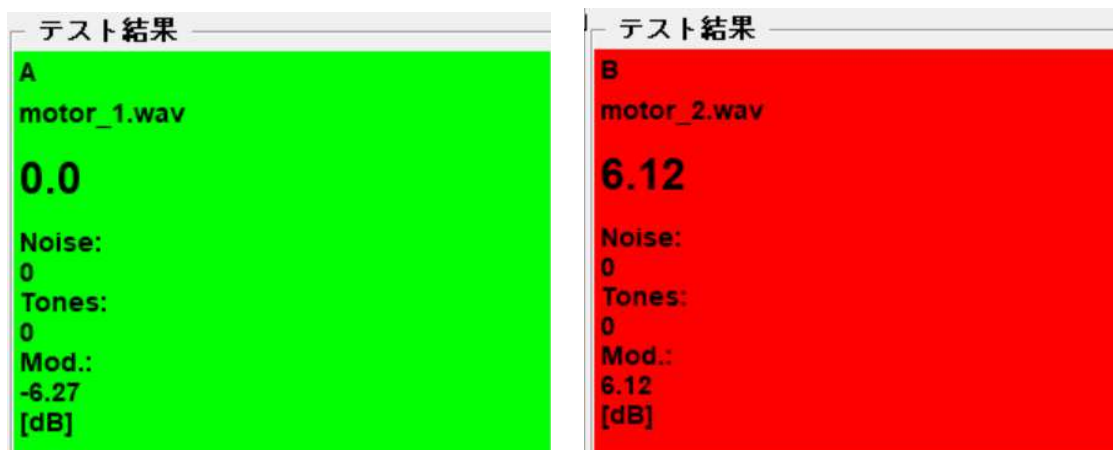 テスト結果
A
motor_1.wav
0.0
Noise:
0
Tones:
0
Mod.:
-6.27
[dB]
テスト結果
B
motor_2.wav
6.12
Noise:
0
Tones:
0
Mod.:
6.12
[dB]